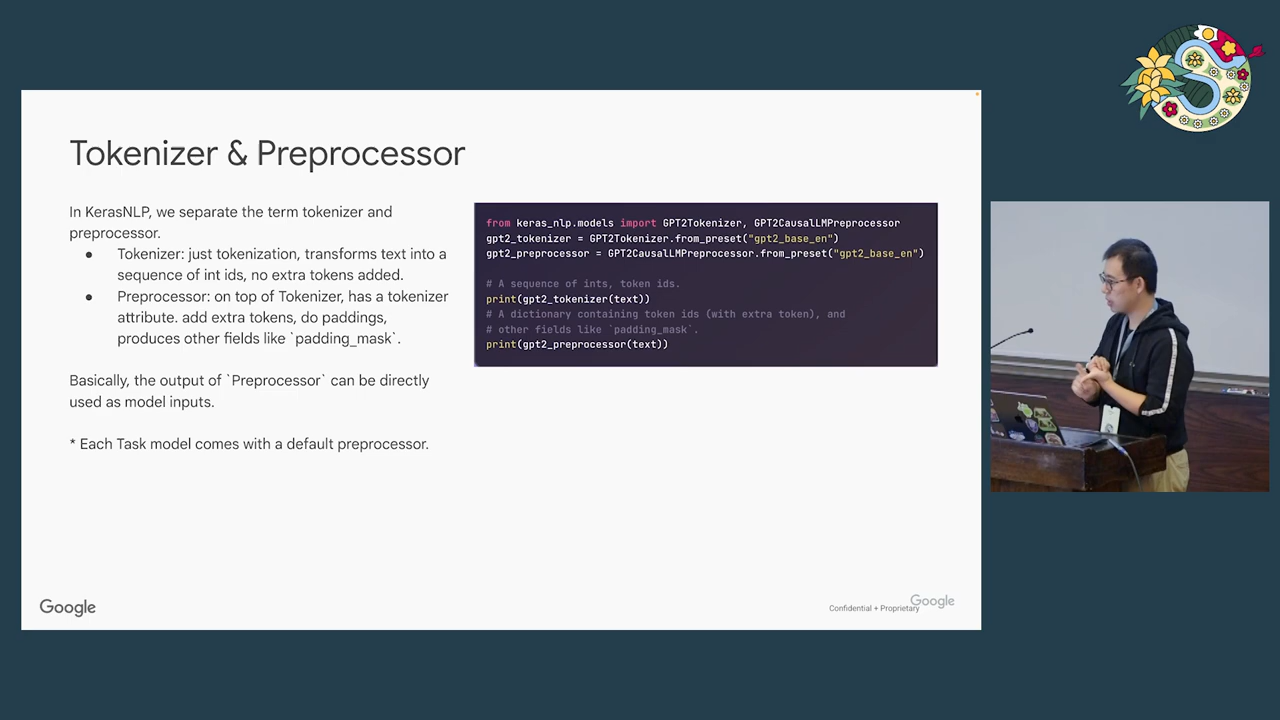 Tokenizer & Preprocessor
In KerasNLP, we separate the term tokenizer and
preprocessor.
● Tokenizer: just tokenization, transforms text into a
sequence of int ids, no extra tokens added.
● Preprocessor: on top of Tokenizer, has a tokenizer
attribute. add extra tokens, do paddings,
produces other fields like `padding_mask`.
Basically, the output of `Preprocessor` can be directly
used as model inputs.
* Each Task model comes with a default preprocessor.
from keras_nlp.models import GPT2Tokenizer, GPT2CausalLMPreprocessor
gpt2_tokenizer = GPT2Tokenizer.from_preset("gpt2_base_en")
gpt2_preprocessor = GPT2CausalLMPreprocessor.from_preset("gpt2_base_en")
# A sequence of ints, token ids.
print(gpt2_tokenizer(text))
# A dictionary containing token ids (with extra token), and
# other fields like `padding_mask`.
print(gpt2_preprocessor(text))
Google
Confidential + Proprietary
Google